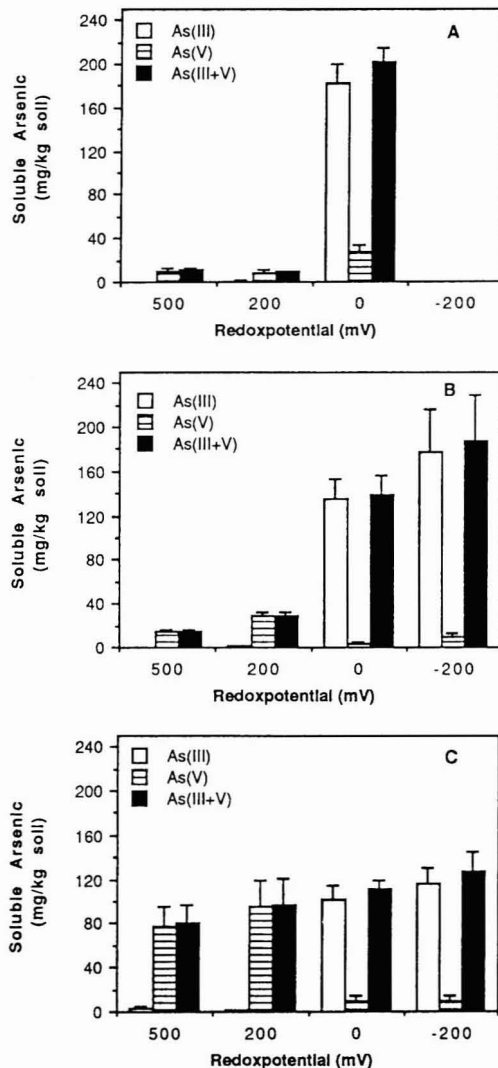 240
200
160
120
80
40
0
Soluble Arsenic
(mg/kg soil)
As(III)
As(V)
As(III+V)
A
500 200 0 -200
Redoxpotential (mV)
240
200
160
120
80
40
0
Soluble Arsenic
(mg/kg soil)
As(III)
As(V)
As(III+V)
B
500 200 0 -200
Redoxpotential (mV)
240
200
160
120
80
40
0
Soluble Arsenic
(mg/kg soil)
As(III)
As(V)
As(III+V)
C
500 200 0 -200
Redoxpotential (mV)